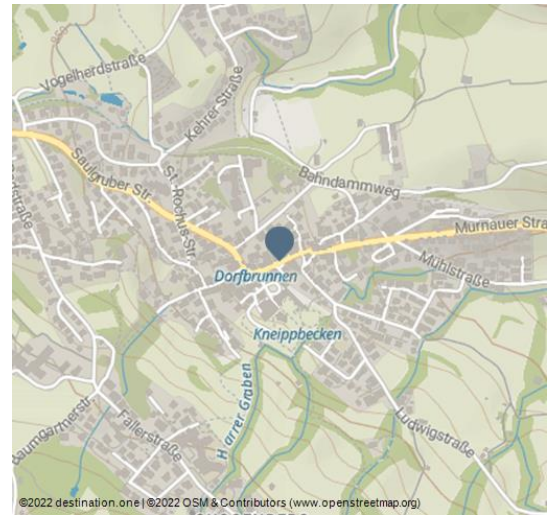 850
Vogelherdstraße
Kehrer Straße
Saulgruber Str.
St.-Rochus-Str.
Bahndammweg
Murnauer Stra
Mühlstraße
Dorfbrunnen
Kneippbecken
Harrer Graben
Ludwigstraße
Baumgartnerstr.
Fallerstraße
©2022 destination.one | ©2022 OSM & Contributors (www.openstreetmap.org)